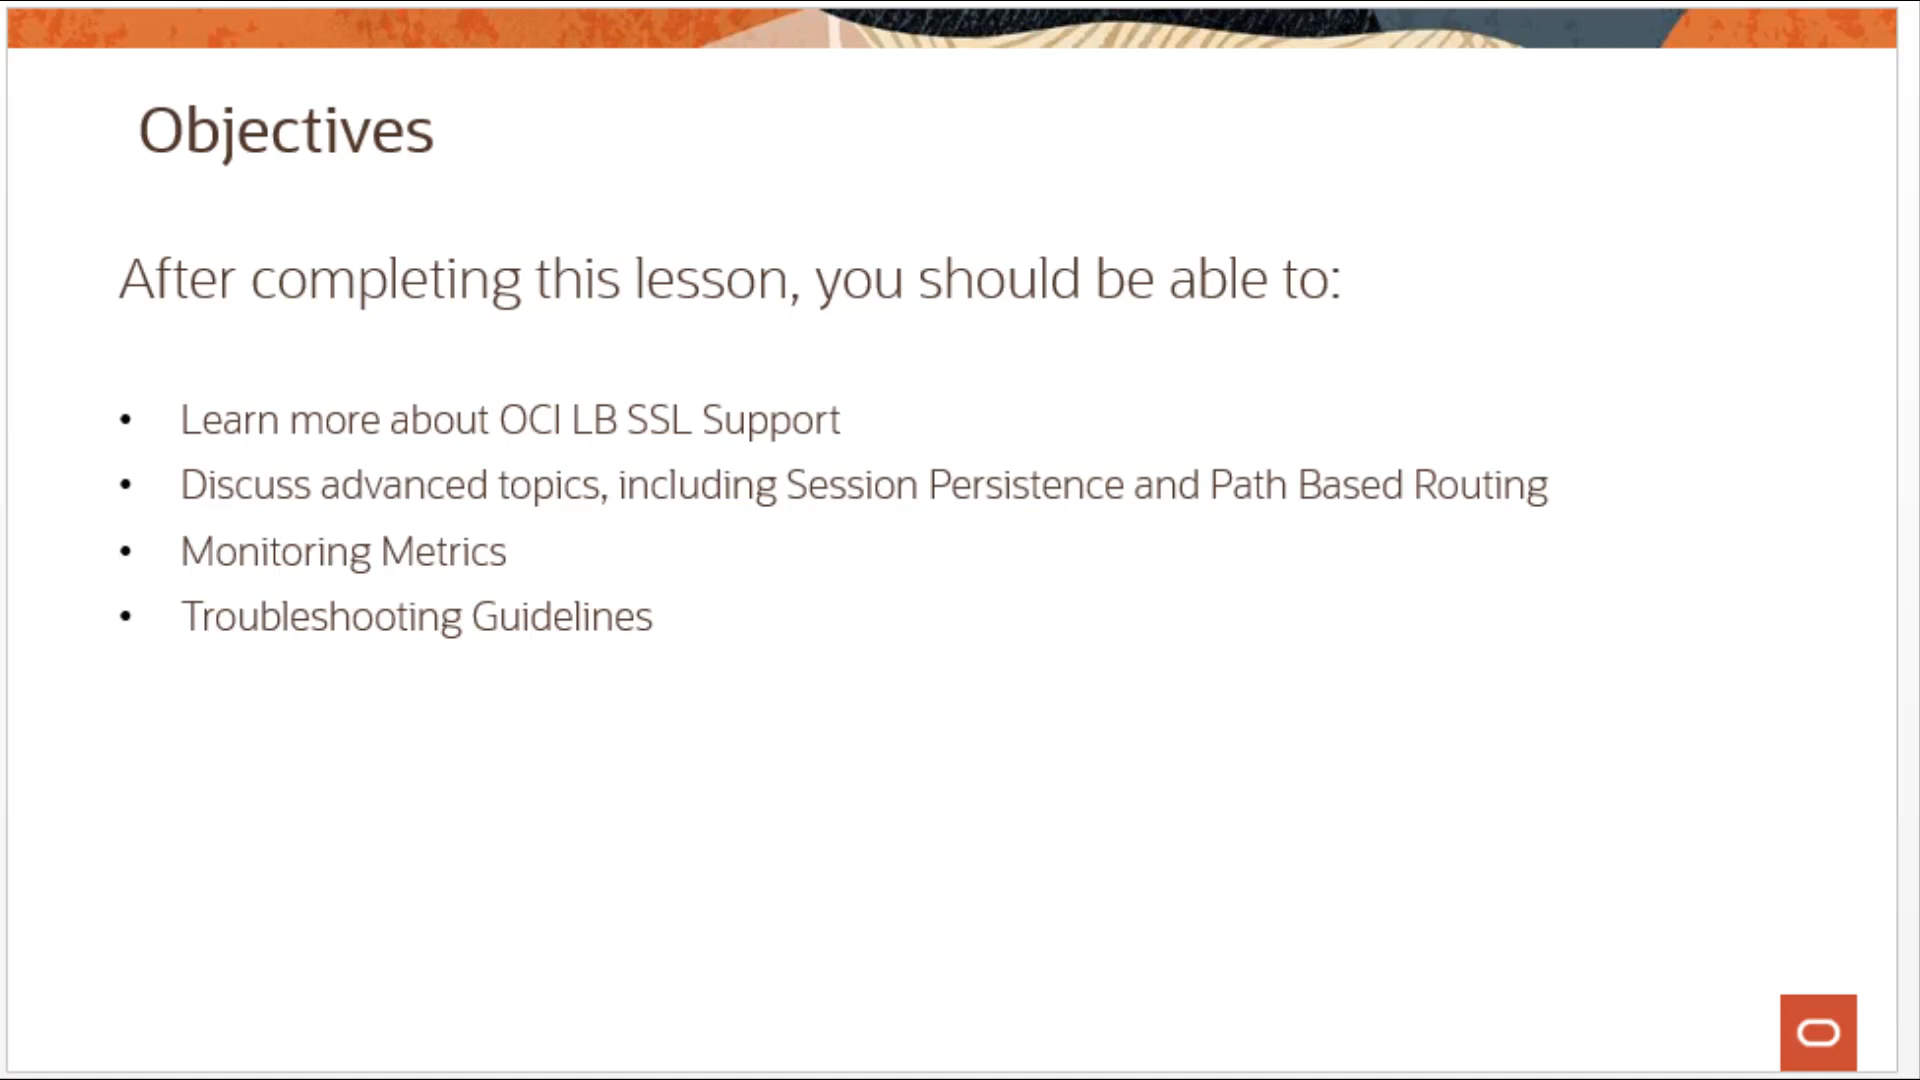 Objectives
After completing this lesson, you should be able to:
• Learn more about OCI LB SSL Support
• Discuss advanced topics, including Session Persistence and Path Based Routing
• Monitoring Metrics
• Troubleshooting Guidelines